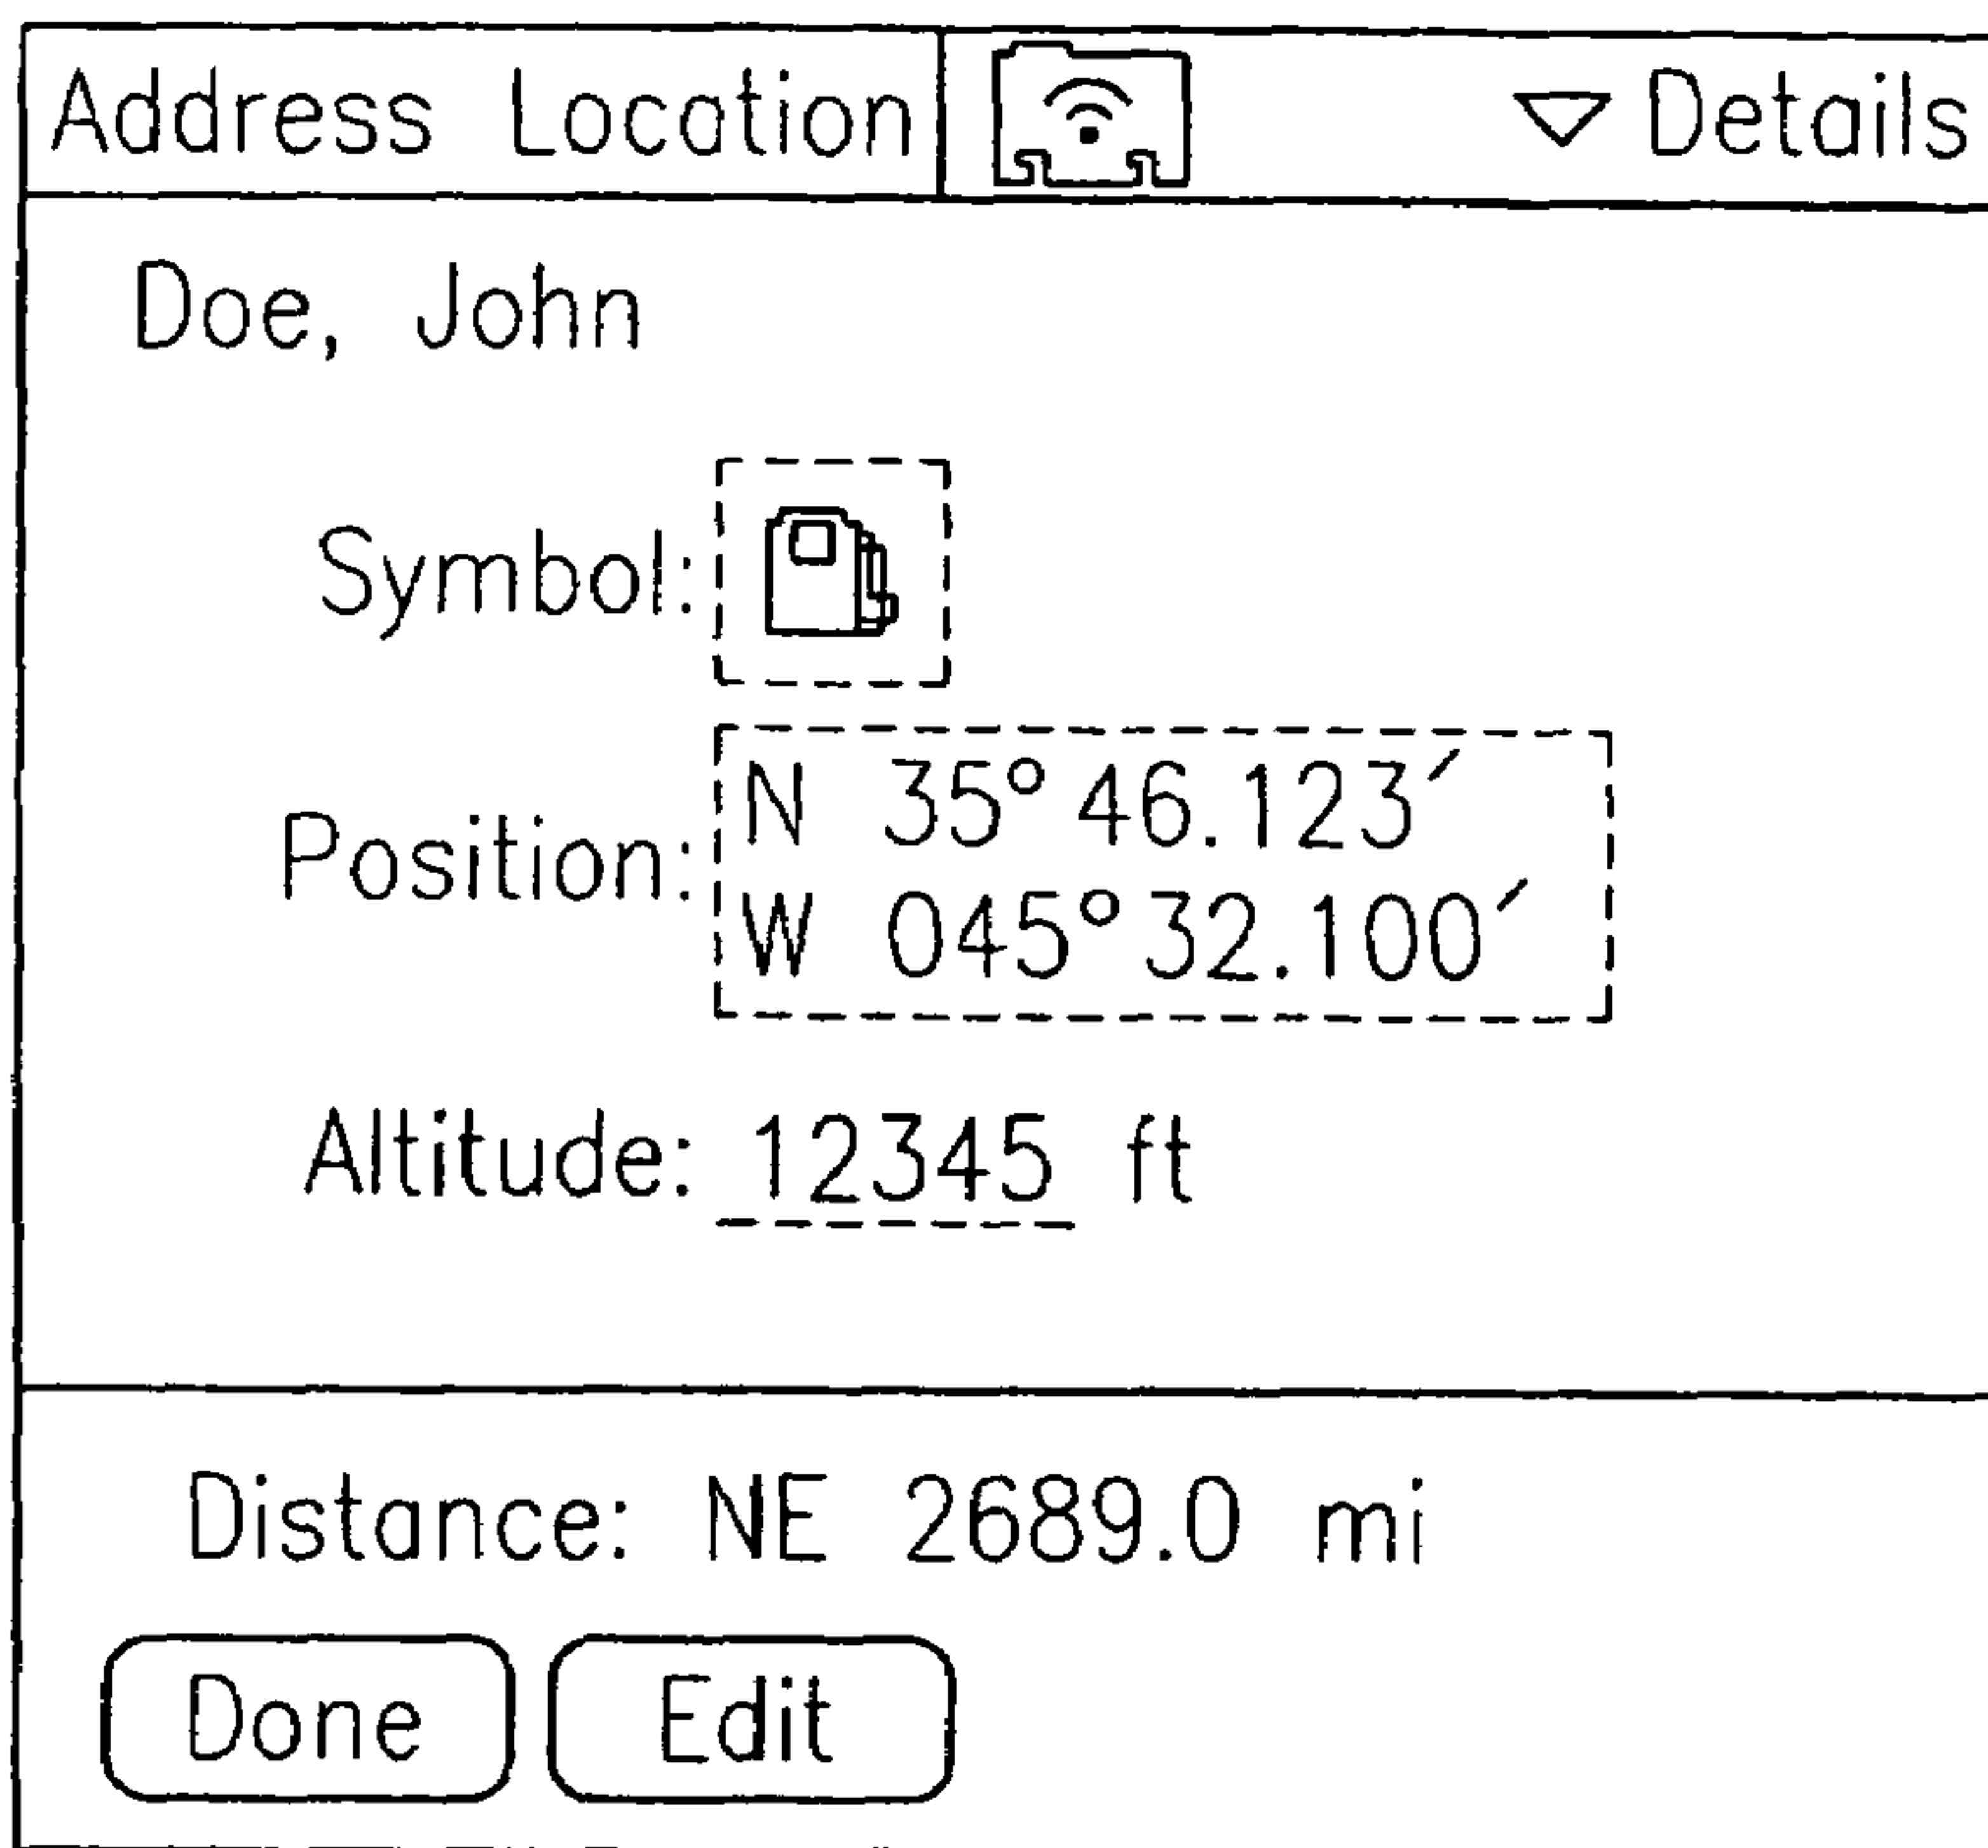 Address Location ▽ Details
Doe, John
Symbol:
Position: N 35° 46.123′
W 045° 32.100′
Altitude: 12345 ft
Distance: NE 2689.0 mi
Done Edit